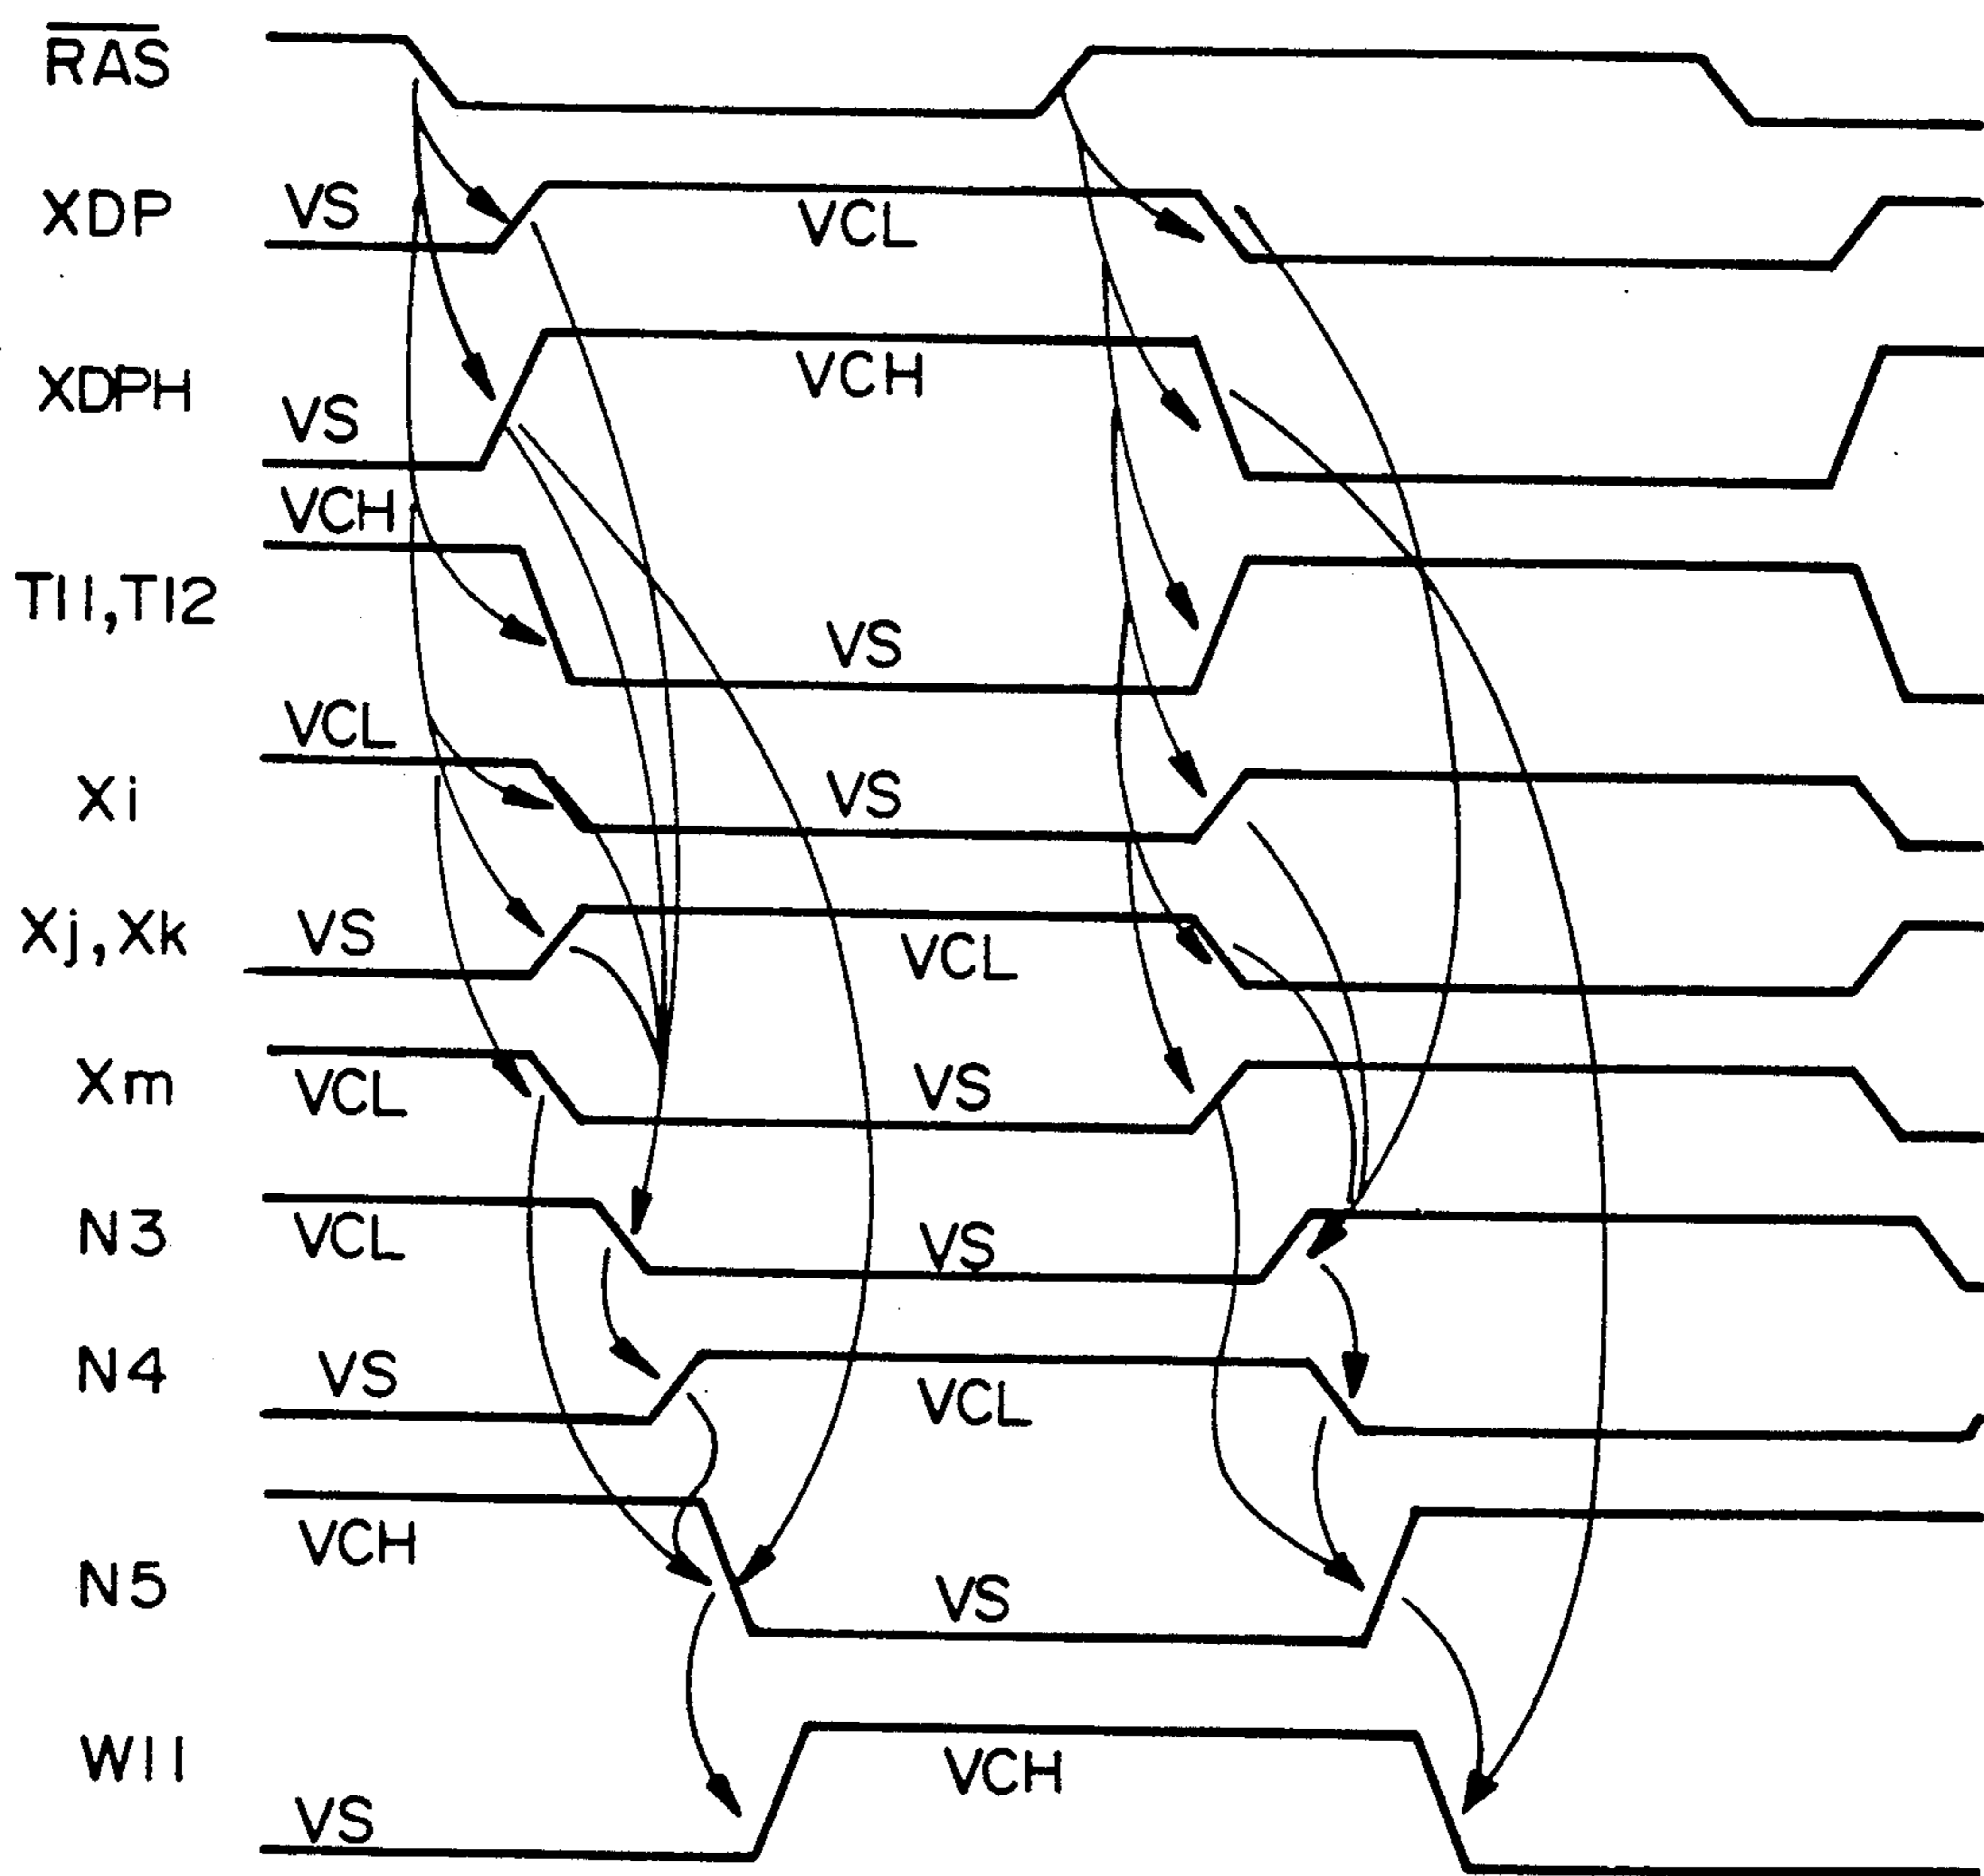 RAS
XDP VS VCL
XDPH VS VCH
T11,T12 VCH VS
Xi VCL VS
Xj,Xk VS VCL
Xm VCL VS
N3 VCL VS
N4 VS VCL
N5 VCH VS
W11 VS VCH